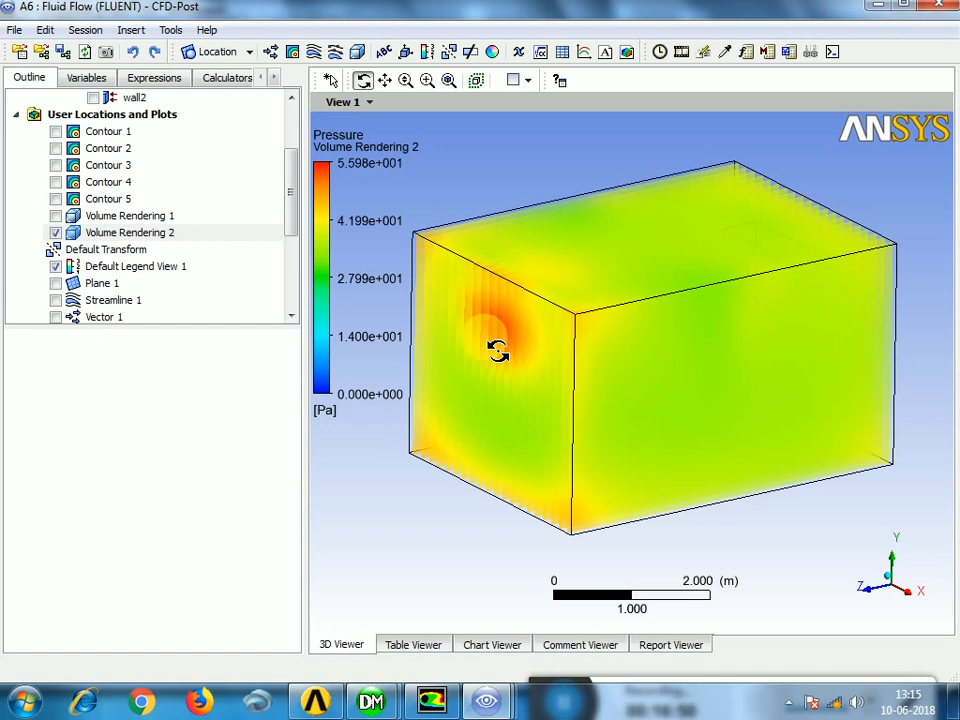 A6 : Fluid Flow (FLUENT) - CFD-Post
File Edit Session Insert Tools Help
Location
Outline Variables Expressions Calculators
wall2
User Locations and Plots
Contour 1
Contour 2
Contour 3
Contour 4
Contour 5
Volume Rendering 1
Volume Rendering 2
Default Transform
Default Legend View 1
Plane 1
Streamline 1
Vector 1
View 1
Pressure
Volume Rendering 2
5.598e+001
4.199e+001
2.799e+001
1.400e+001
0.000e+000
[Pa]
ANSYS
0 2.000 (m)
1.000
Y
Z
X
3D Viewer Table Viewer Chart Viewer Comment Viewer Report Viewer
DM
13:15
10-06-2018